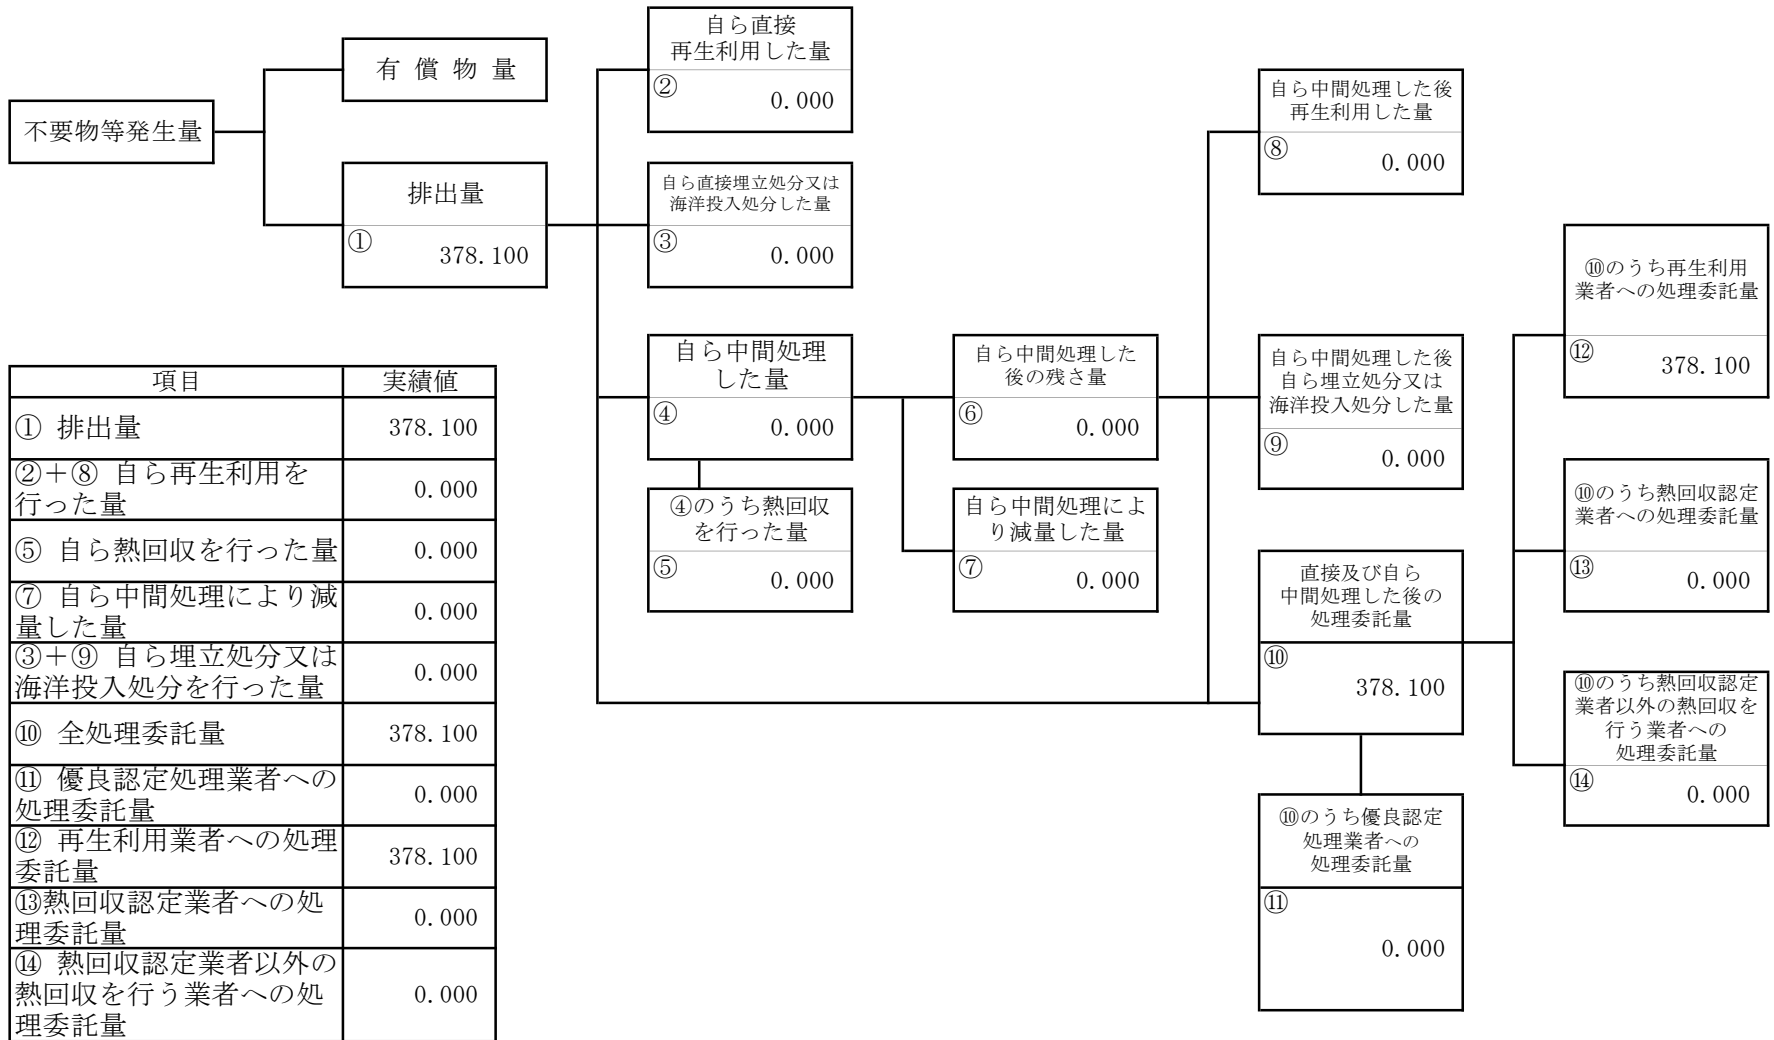 不要物等発生量
有 償 物 量
排出量
①
378.100
自ら直接
再生利用した量
②
0.000
自ら直接埋立処分又は
海洋投入処分した量
③
0.000
自ら中間処理
した量
④
0.000
④のうち熱回収
を行った量
⑤
0.000
自ら中間処理した
後の残さ量
⑥
0.000
自ら中間処理によ
り減量した量
⑦
0.000
自ら中間処理した後
再生利用した量
⑧
0.000
自ら中間処理した後
自ら埋立処分又は
海洋投入処分した量
⑨
0.000
直接及び自ら
中間処理した後の
処理委託量
⑩
378.100
⑩のうち優良認定
処理業者への
処理委託量
⑪
0.000
⑩のうち再生利用
業者への処理委託量
⑫
378.100
⑩のうち熱回収認定
業者への処理委託量
⑬
0.000
⑩のうち熱回収認定
業者以外の熱回収を
行う業者への
処理委託量
⑭
0.000
項目 実績値
① 排出量 378.100
②＋⑧ 自ら再生利用を
行った量 0.000
⑤ 自ら熱回収を行った量 0.000
⑦ 自ら中間処理により減
量した量 0.000
③＋⑨ 自ら埋立処分又は
海洋投入処分を行った量 0.000
⑩ 全処理委託量 378.100
⑪ 優良認定処理業者への
処理委託量 0.000
⑫ 再生利用業者への処理
委託量 378.100
⑬熱回収認定業者への処
理委託量 0.000
⑭ 熱回収認定業者以外の
熱回収を行う業者への処
理委託量 0.000